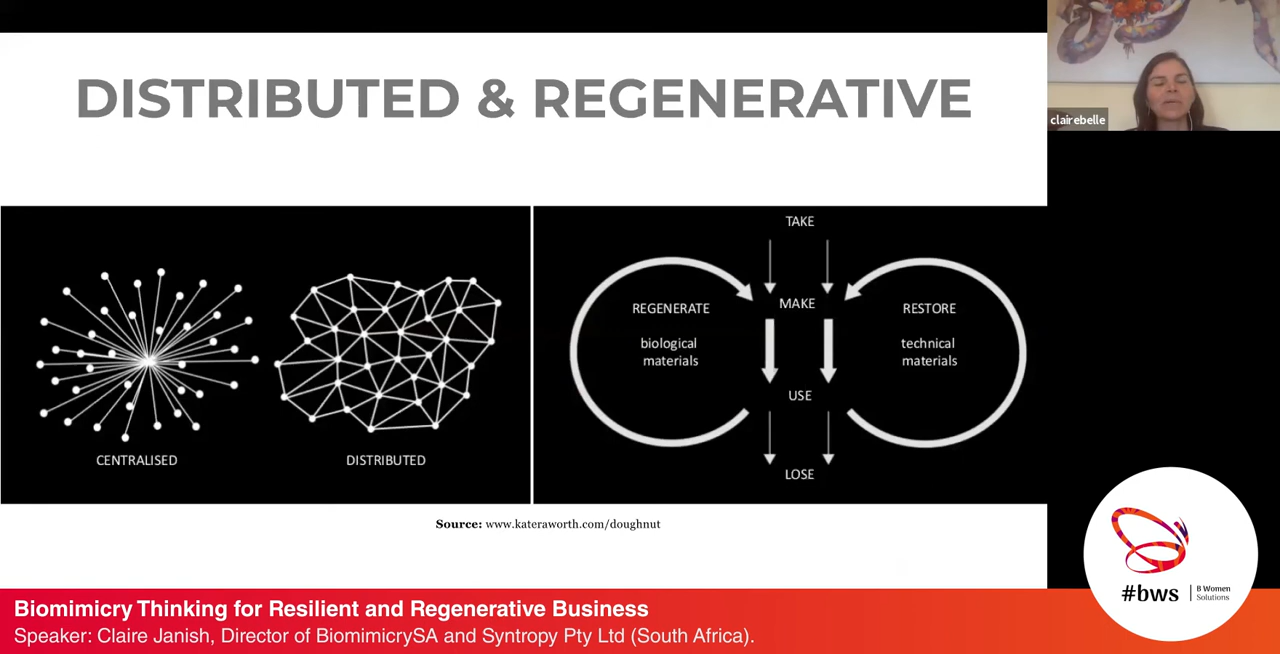 DISTRIBUTED & REGENERATIVE
clairebelle
CENTRALISED
DISTRIBUTED
TAKE
MAKE
REGENERATE
biological
materials
RESTORE
technical
materials
USE
LOSE
Source: www.kateraworth.com/doughnut
#bws
B Women
Solutions
Biomimicry Thinking for Resilient and Regenerative Business
Speaker: Claire Janish, Director of BiomimicrySA and Syntropy Pty Ltd (South Africa).